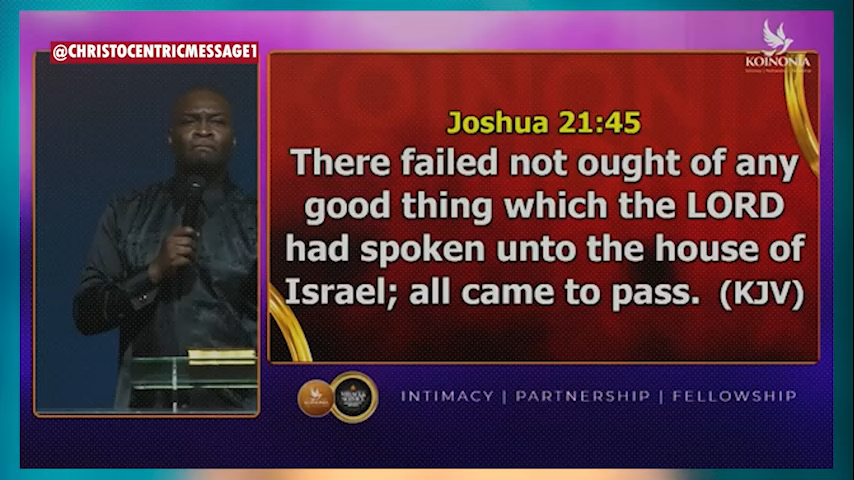 @CHRISTOCENTRICMESSAGE1
KOINONIA
Joshua 21:45
There failed not ought of any
good thing which the LORD
had spoken unto the house of
Israel; all came to pass. (KJV)
INTIMACY | PARTNERSHIP | FELLOWSHIP